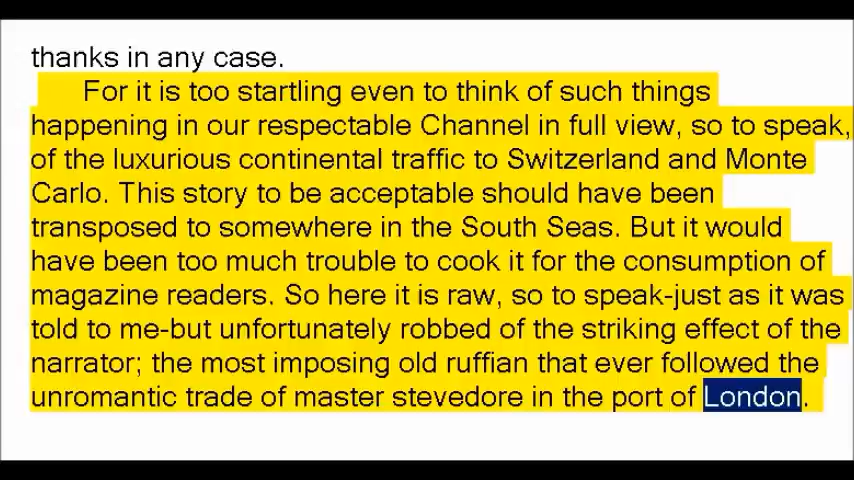 thanks in any case.
For it is too startling even to think of such things
happening in our respectable Channel in full view, so to speak,
of the luxurious continental traffic to Switzerland and Monte
Carlo. This story to be acceptable should have been
transposed to somewhere in the South Seas. But it would
have been too much trouble to cook it for the consumption of
magazine readers. So here it is raw, so to speak-just as it was
told to me-but unfortunately robbed of the striking effect of the
narrator; the most imposing old ruffian that ever followed the
unromantic trade of master stevedore in the port of London.